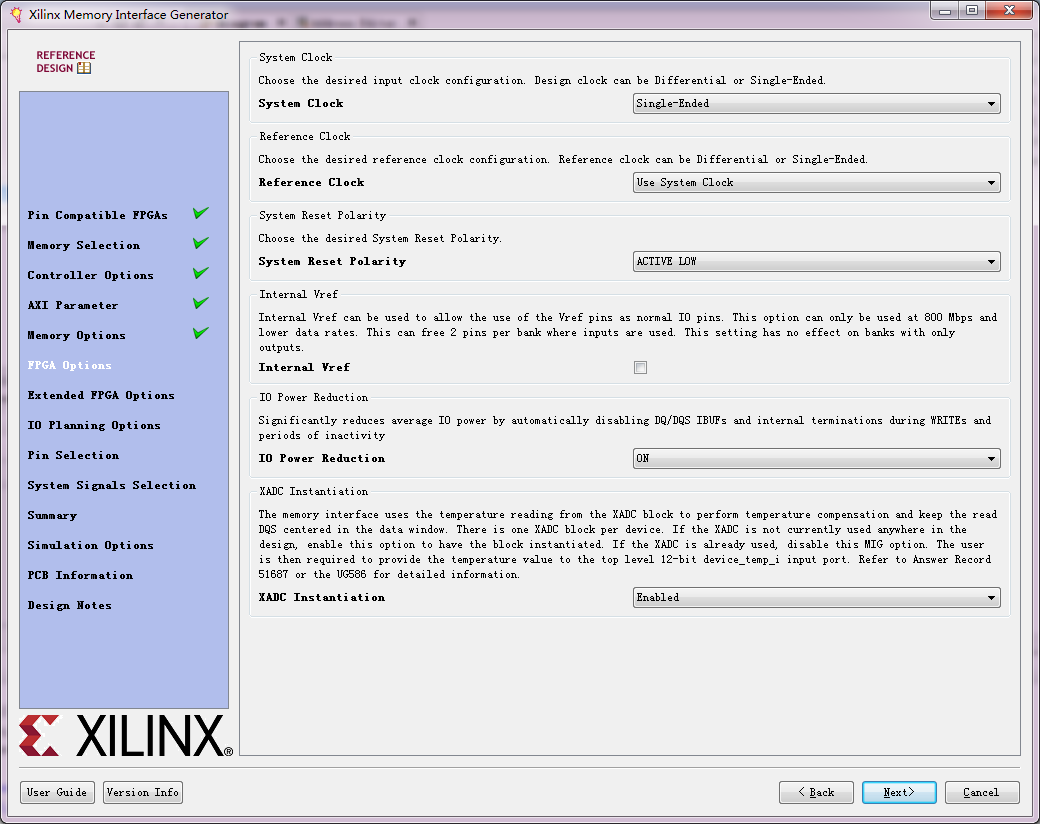 Xilinx Memory Interface Generator
REFERENCE
DESIGN
Pin Compatible FPGAs
Memory Selection
Controller Options
AXI Parameter
Memory Options
FPGA Options
Extended FPGA Options
IO Planning Options
Pin Selection
System Signals Selection
Summary
Simulation Options
PCB Information
Design Notes
XILINX®
System Clock
Choose the desired input clock configuration. Design clock can be Differential or Single-Ended.
System Clock Single-Ended
Reference Clock
Choose the desired reference clock configuration. Reference clock can be Differential or Single-Ended.
Reference Clock Use System Clock
System Reset Polarity
Choose the desired System Reset Polarity.
System Reset Polarity ACTIVE LOW
Internal Vref
Internal Vref can be used to allow the use of the Vref pins as normal IO pins. This option can only be used at 800 Mbps and
lower data rates. This can free 2 pins per bank where inputs are used. This setting has no effect on banks with only
outputs.
Internal Vref
IO Power Reduction
Significantly reduces average IO power by automatically disabling DQ/DQS IBUFs and internal terminations during WRITEs and
periods of inactivity
IO Power Reduction ON
XADC Instantiation
The memory interface uses the temperature reading from the XADC block to perform temperature compensation and keep the read
DQS centered in the data window. There is one XADC block per device. If the XADC is not currently used anywhere in the
design, enable this option to have the block instantiated. If the XADC is already used, disable this MIG option. The user
is then required to provide the temperature value to the top level 12-bit device_temp_i input port. Refer to Answer Record
51687 or the UG586 for detailed information.
XADC Instantiation Enabled
User Guide Version Info < Back Next> Cancel